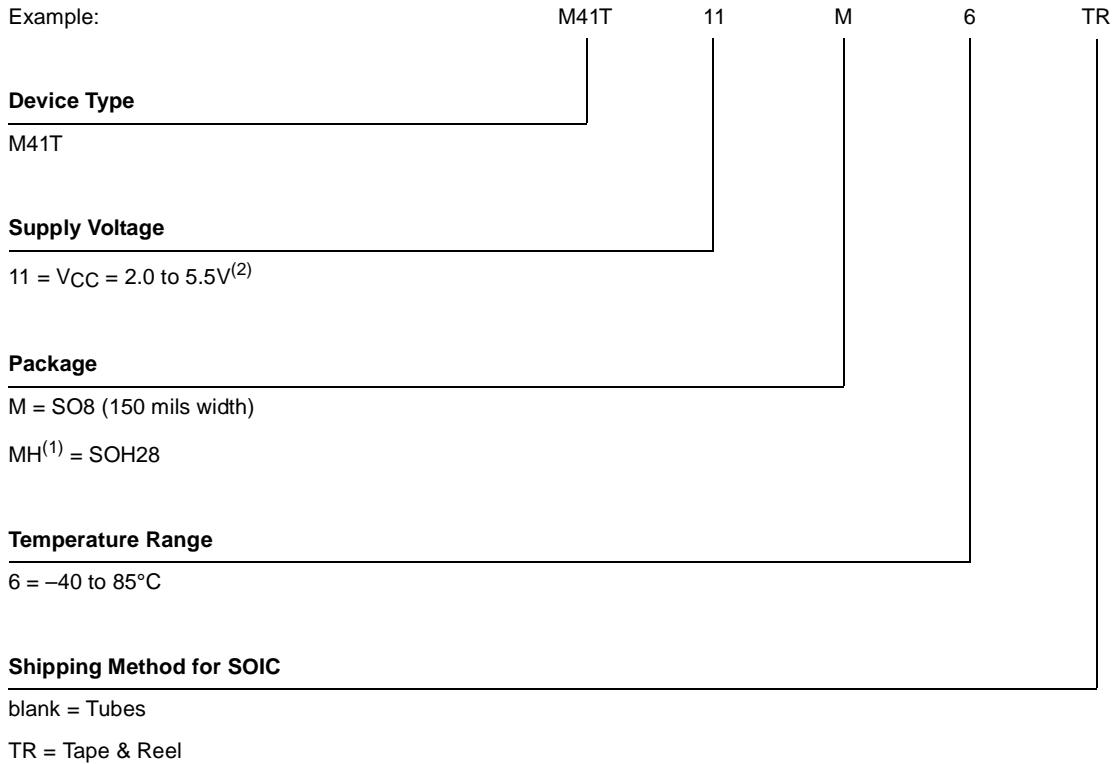 Example: M41T 11 M 6 TR
Device Type
M41T
Supply Voltage
11 = VCC = 2.0 to 5.5V(2)
Package
M = SO8 (150 mils width)
MH(1) = SOH28
Temperature Range
6 = –40 to 85°C
Shipping Method for SOIC
blank = Tubes
TR = Tape & Reel